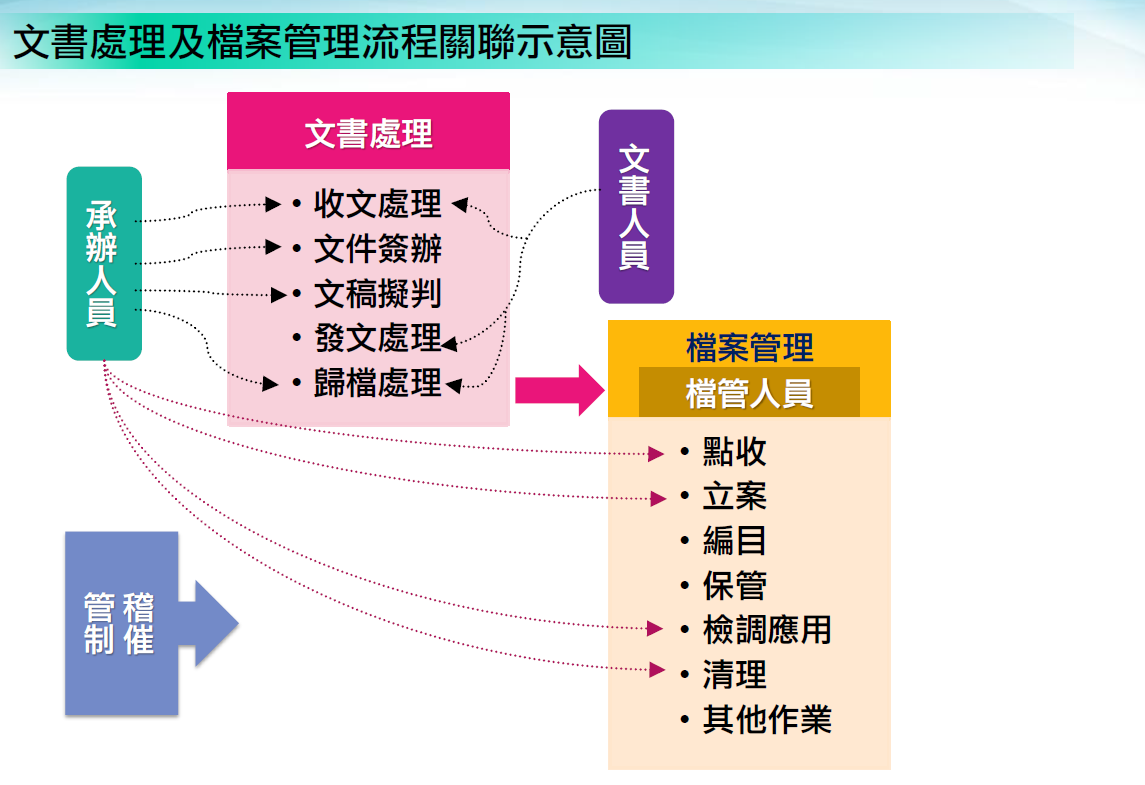 文書處理及檔案管理流程關聯示意圖
文書處理
• 收文處理
• 文件簽辦
• 文稿擬判
• 發文處理
• 歸檔處理
承辦人員
文書人員
檔案管理
檔管人員
• 點收
• 立案
• 編目
• 保管
• 檢調應用
• 清理
• 其他作業
稽催
管制